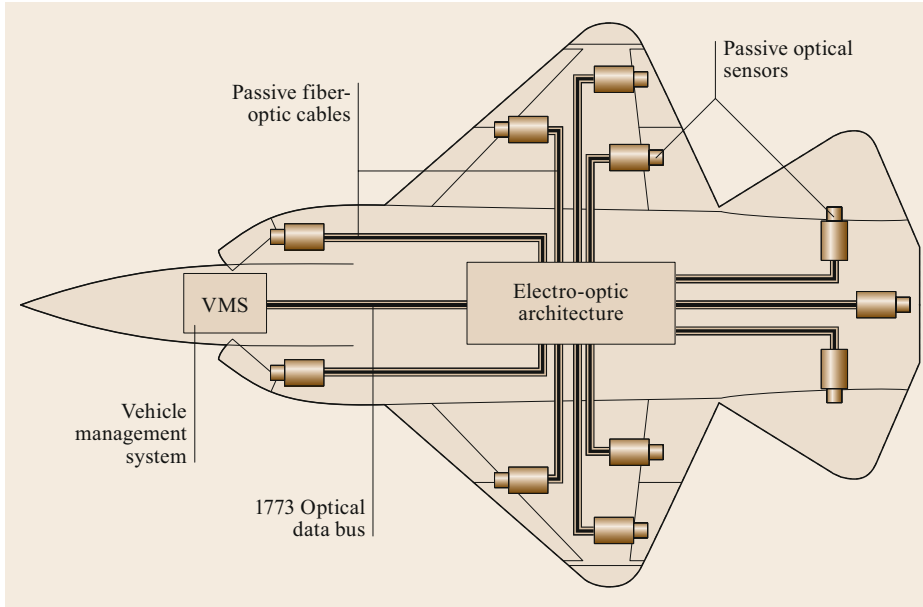 Passive optical
sensors
Passive fiber-
optic cables
VMS
Electro-optic
architecture
Vehicle
management
system
1773 Optical
data bus